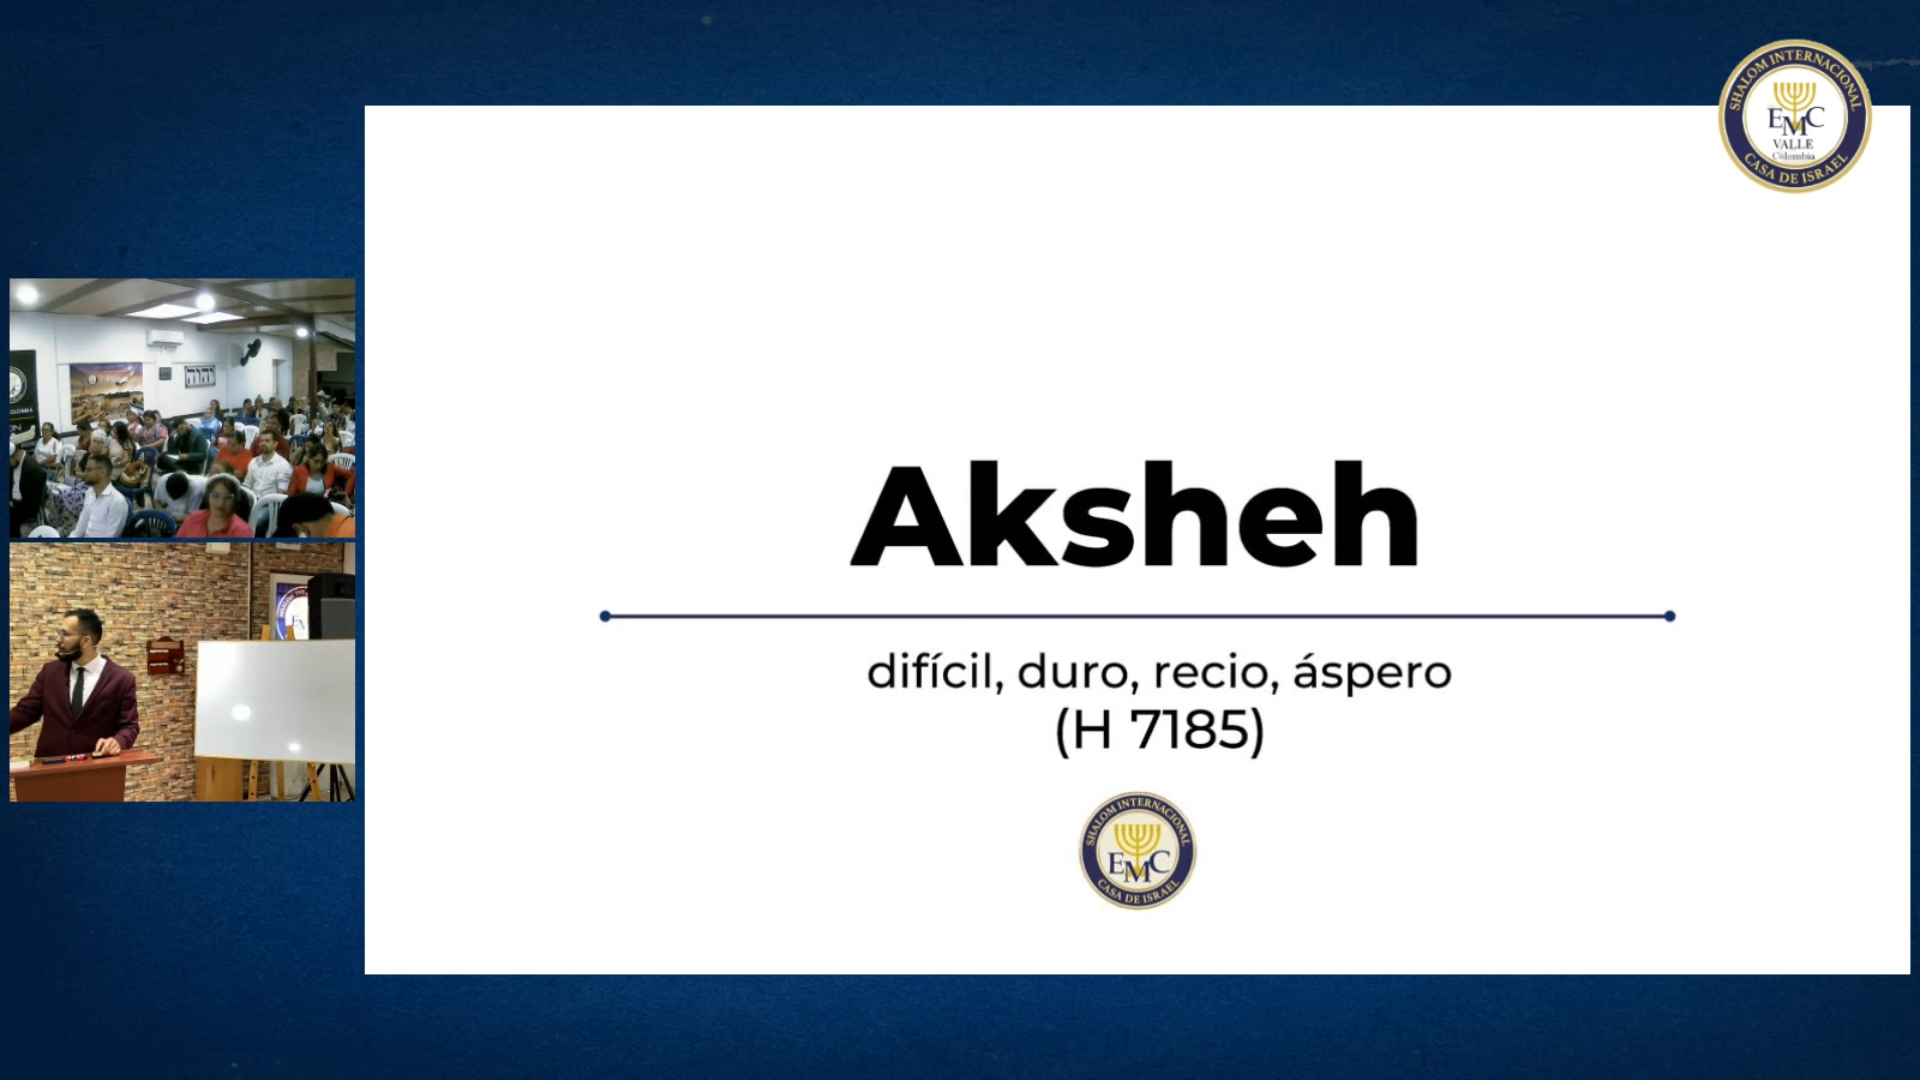 SHALOM INTERNACIONAL
EMC
VALLE
Colombia
CASA DE ISRAEL
יהוה
Aksheh
difícil, duro, recio, áspero
(H 7185)
SHALOM INTERNACIONAL
EMC
CASA DE ISRAEL